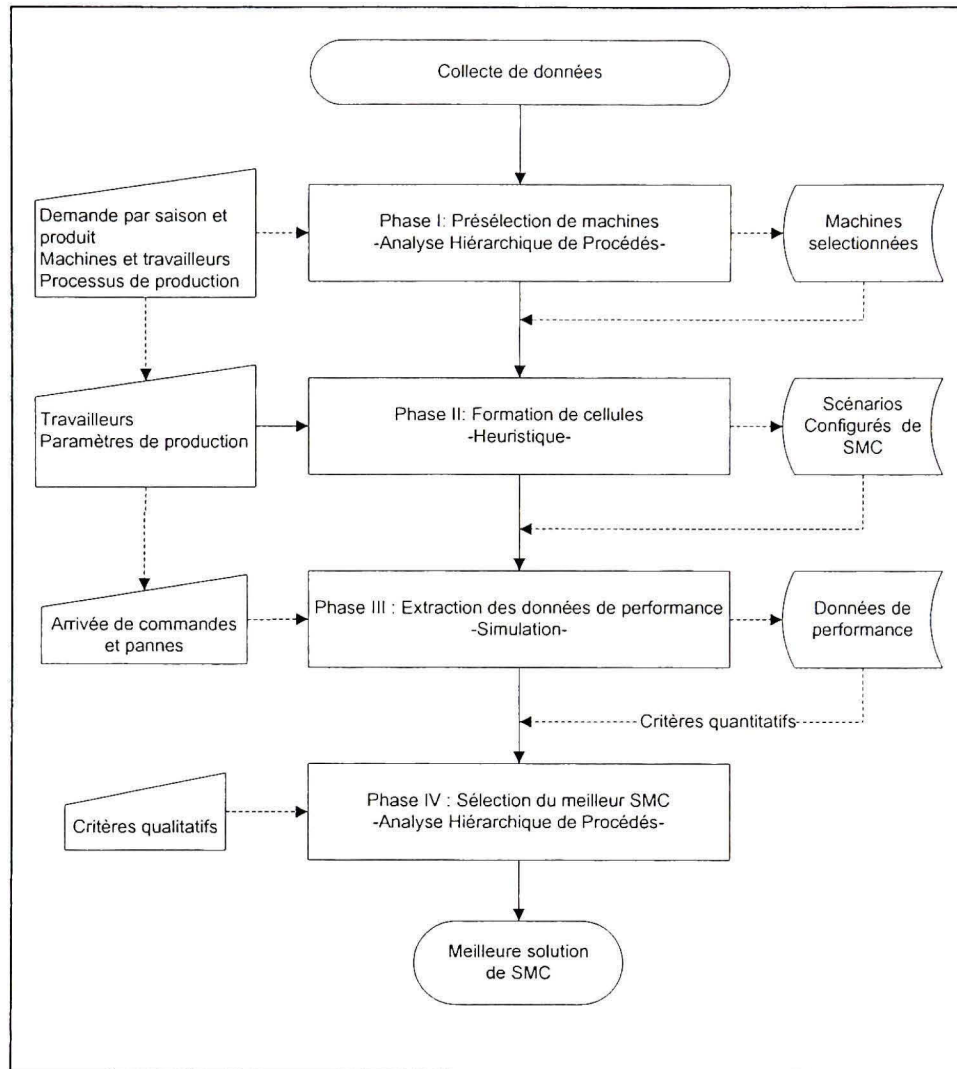 Collecte de données
Demande par saison et
produit
Machines et travailleurs
Processus de production
Phase I: Présélection de machines
-Analyse Hiérarchique de Procédés-
Machines
selectionnées
Travailleurs
Paramètres de production
Phase II: Formation de cellules
-Heuristique-
Scénarios
Configurés de
SMC
Arrivée de commandes
et pannes
Phase III : Extraction des données de performance
-Simulation-
Données de
performance
Critères quantitatifs
Critères qualitatifs
Phase IV : Sélection du meilleur SMC
-Analyse Hiérarchique de Procédés-
Meilleure solution
de SMC